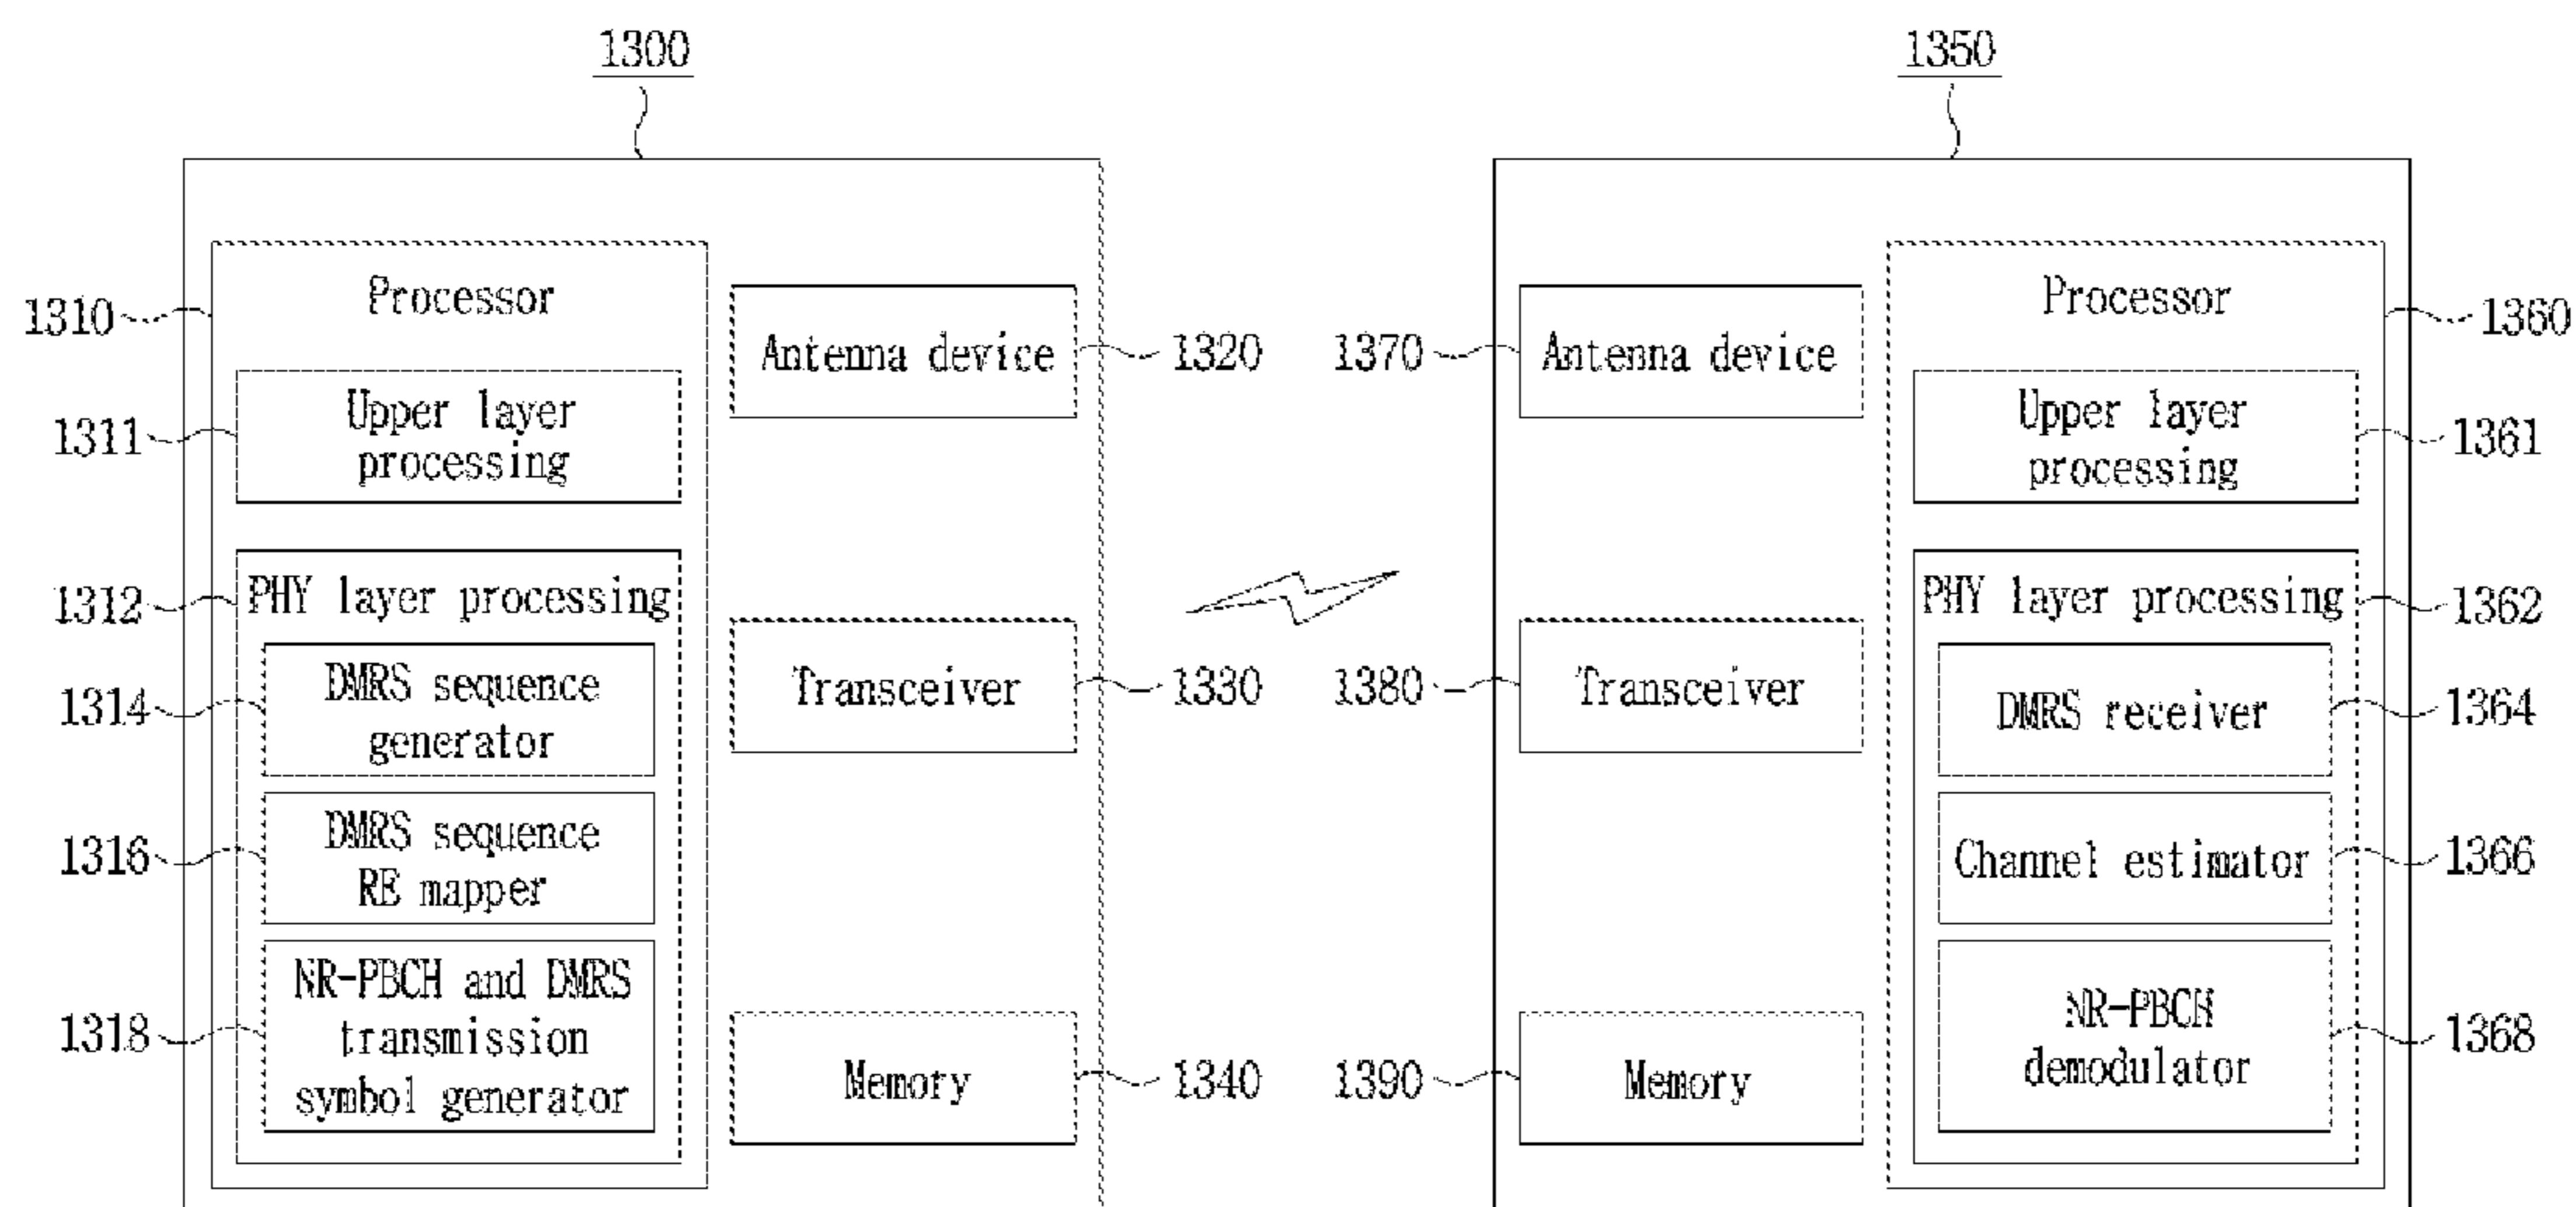 1300
1350
Processor
1310
Antenna device
1320
Upper layer
processing
1311
PHY layer processing
1312
DMRS sequence
generator
1314
Transceiver
1330
DMRS sequence
RE mapper
1316
NR-PBCH and DMRS
transmission
symbol generator
1318
Memory
1340
Antenna device
1370
Processor
1360
Upper layer
processing
1361
Transceiver
1380
PHY layer processing
1362
DMRS receiver
1364
Channel estimator
1366
NR-PBCH
demodulator
1368
Memory
1390